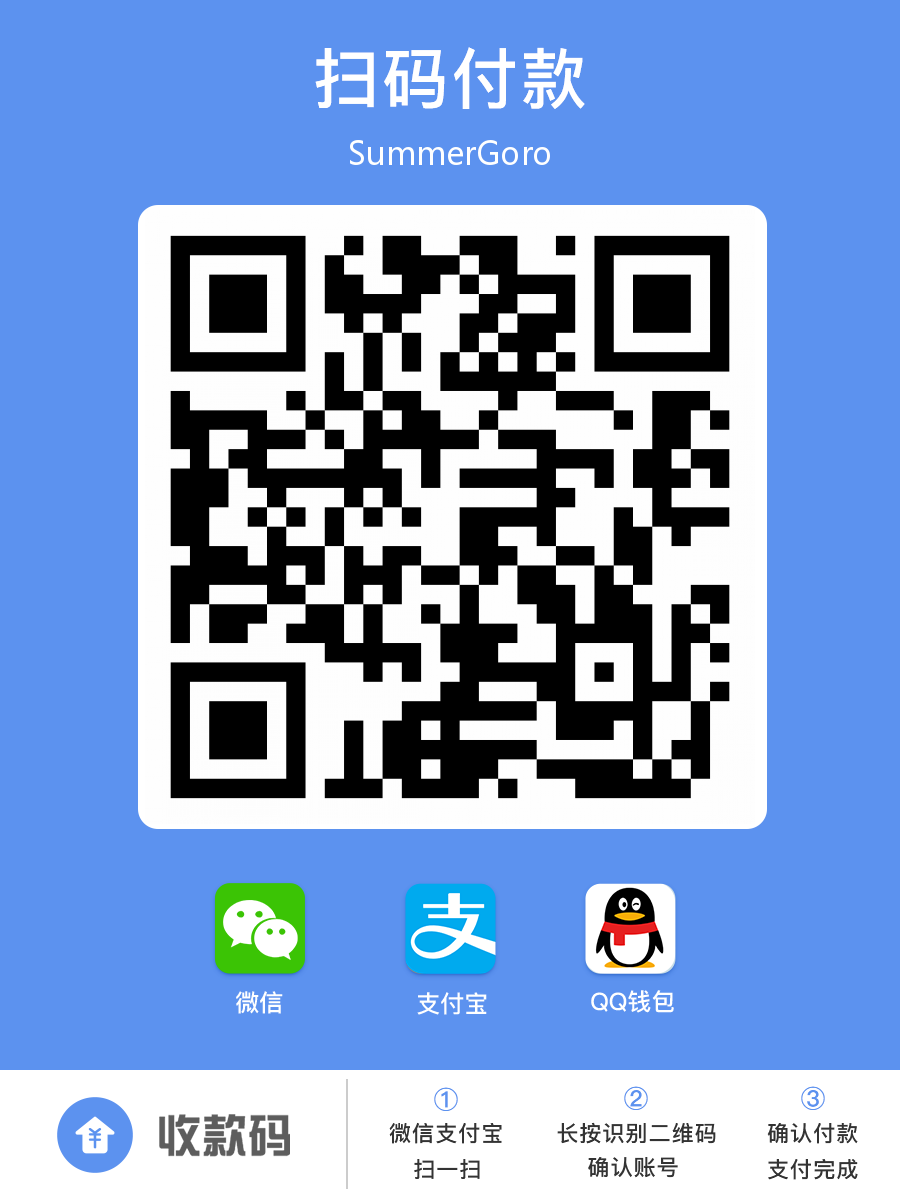 扫码付款
SummerGoro
支
微信
支付宝
QQ钱包
收款码
①
微信支付宝
扫一扫
②
长按识别二维码
确认账号
③
确认付款
支付完成
¥